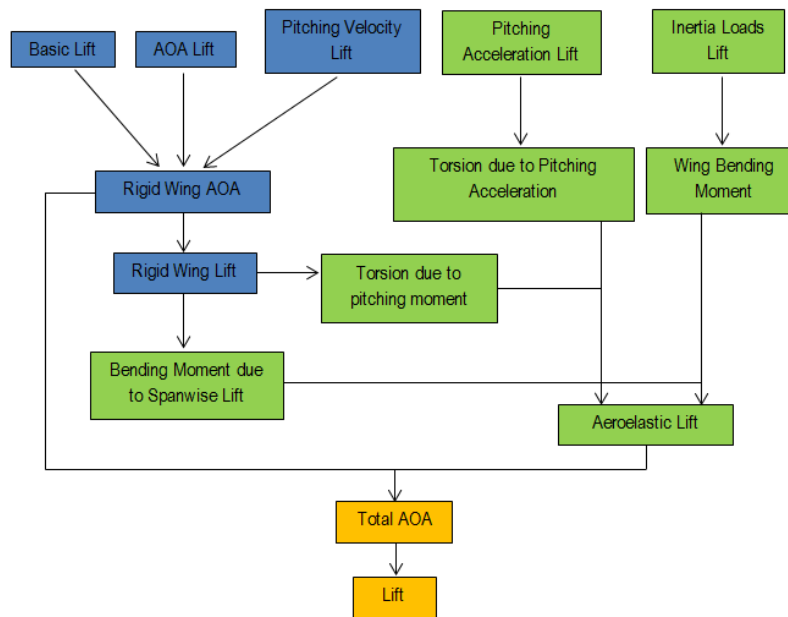 Basic Lift
AOA Lift
Pitching Velocity
Lift
Pitching
Acceleration Lift
Inertia Loads
Lift
Rigid Wing AOA
Torsion due to Pitching
Acceleration
Wing Bending
Moment
Rigid Wing Lift
Torsion due to
pitching moment
Bending Moment due
to Spanwise Lift
Aeroelastic Lift
Total AOA
Lift